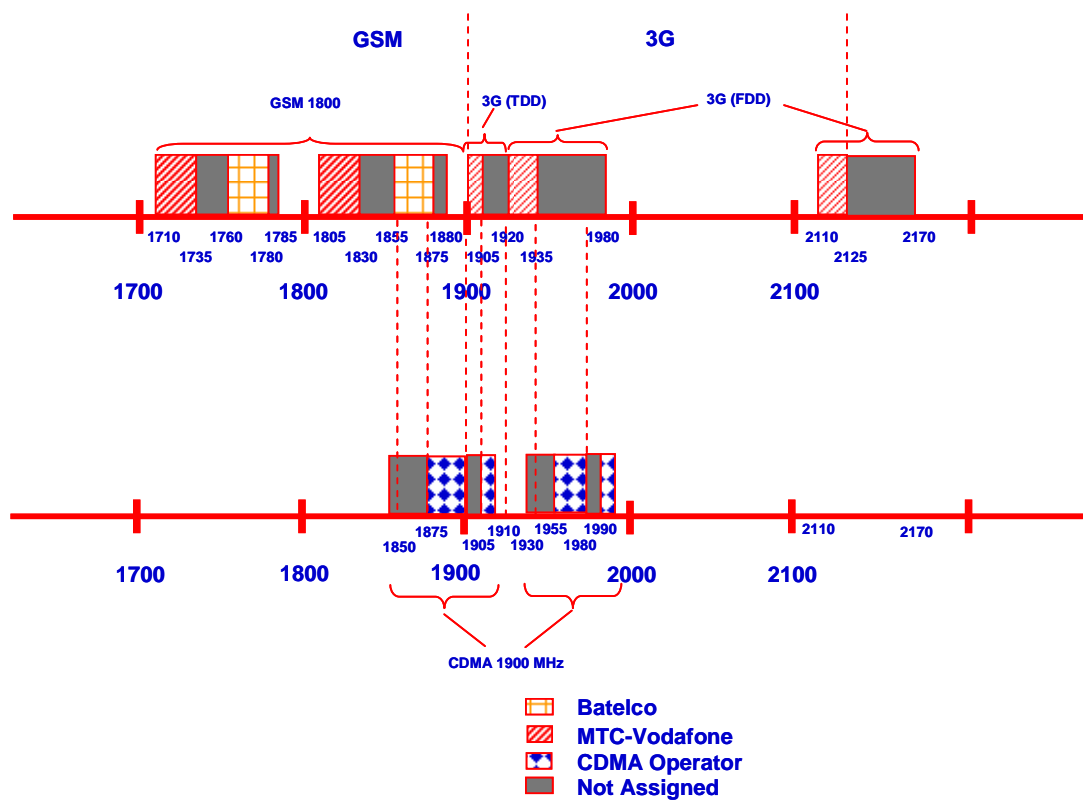 GSM 3G
3G (TDD) 3G (FDD)
GSM 1800
1710 1760 1785 1805 1855 1880 1920 1980 2110 2170
1735 1780 1830 1875 1905 1935 2125
1700 1800 1900 2000 2100
1875 1910 1955 1990 2110 2170
1850 1905 1930 1980
1700 1800 1900 2000 2100
CDMA 1900 MHz
Batelco
MTC-Vodafone
CDMA Operator
Not Assigned